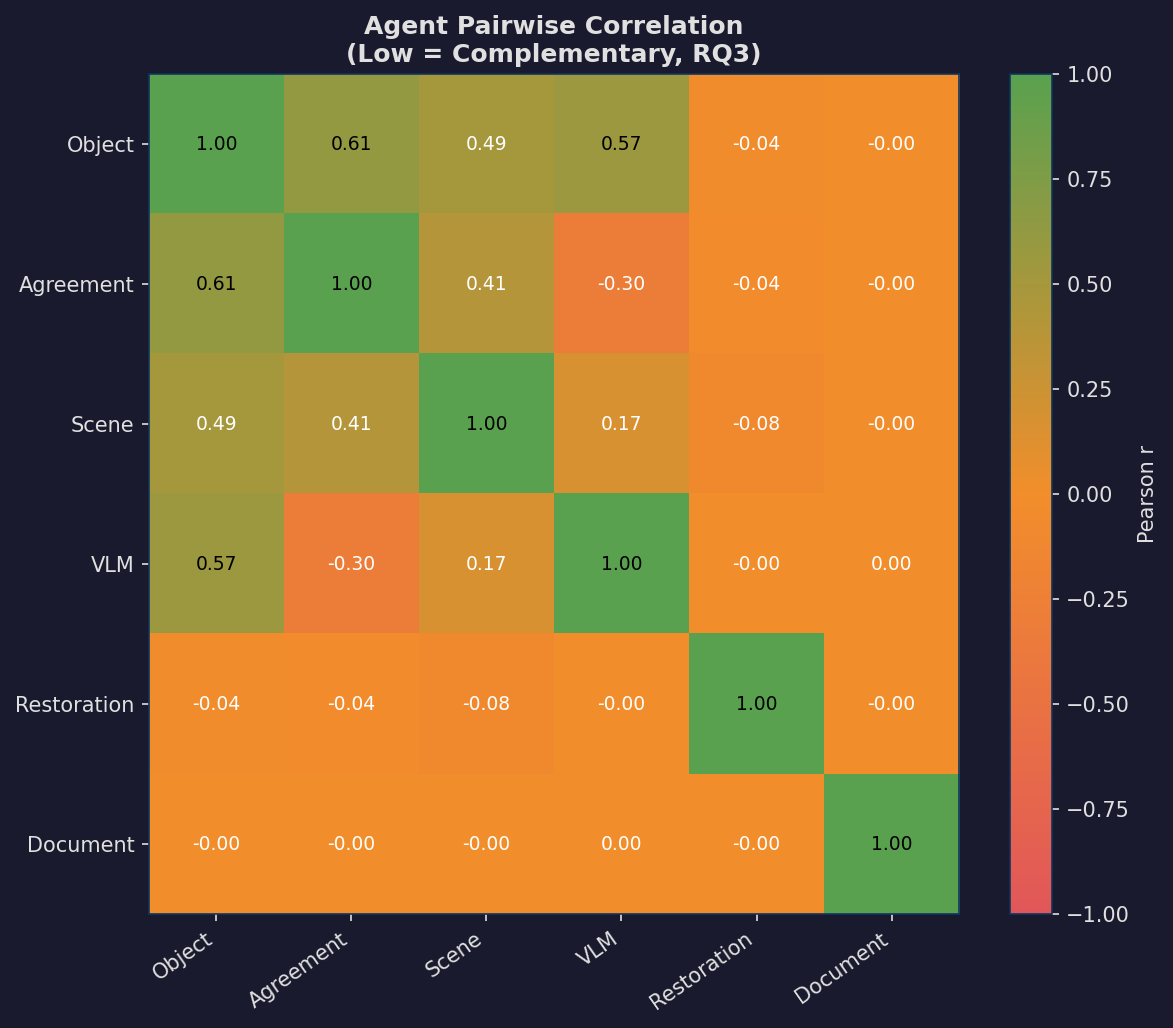 Agent Pairwise Correlation
(Low = Complementary, RQ3)
Object 1.00 0.61 0.49 0.57 -0.04 -0.00
Agreement 0.61 1.00 0.41 -0.30 -0.04 -0.00
Scene 0.49 0.41 1.00 0.17 -0.08 -0.00
VLM 0.57 -0.30 0.17 1.00 -0.00 0.00
Restoration -0.04 -0.04 -0.08 -0.00 1.00 -0.00
Document -0.00 -0.00 -0.00 0.00 -0.00 1.00
Object Agreement Scene VLM Restoration Document
1.00
0.75
0.50
0.25
0.00
−0.25
−0.50
−0.75
−1.00
Pearson r